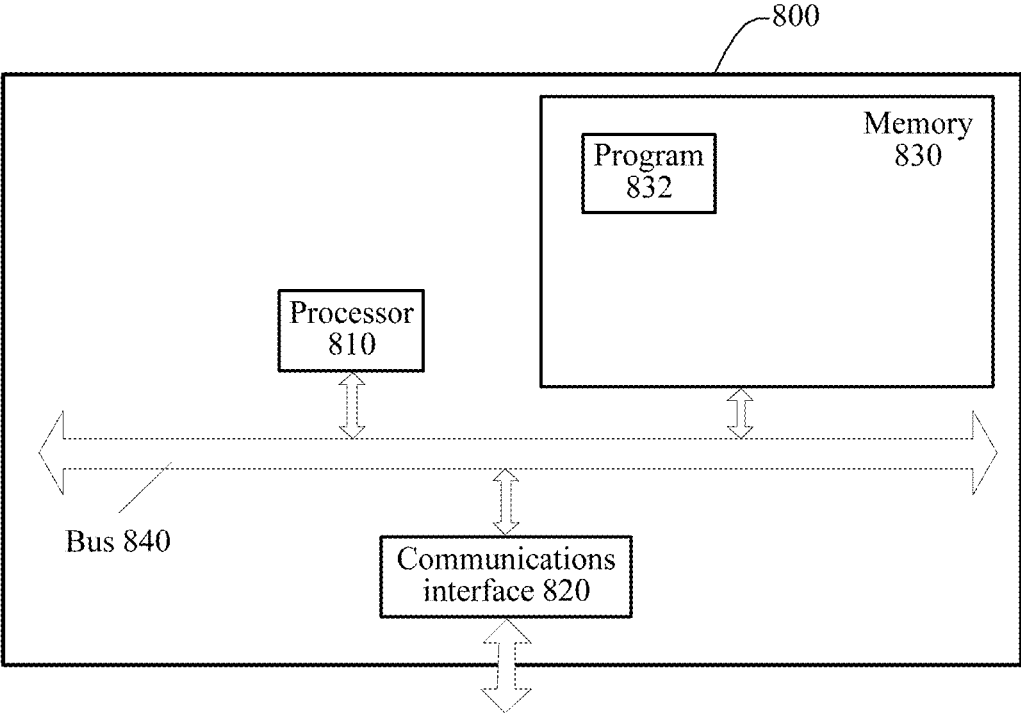 800
Memory
830
Program
832
Processor
810
Bus 840
Communications
interface 820